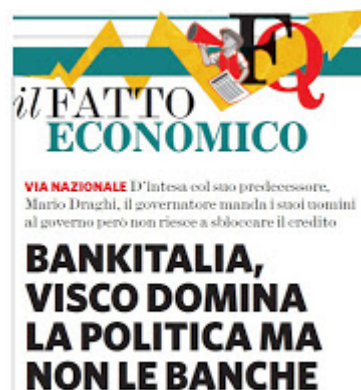 FQ
il FATTO
ECONOMICO
VIA NAZIONALE D'intesa col suo predecessore,
Mario Draghi, il governatore manda i suoi uomini
al governo però non riesce a sbloccare il credito
BANKITALIA,
VISCO DOMINA
LA POLITICA MA
NON LE BANCHE